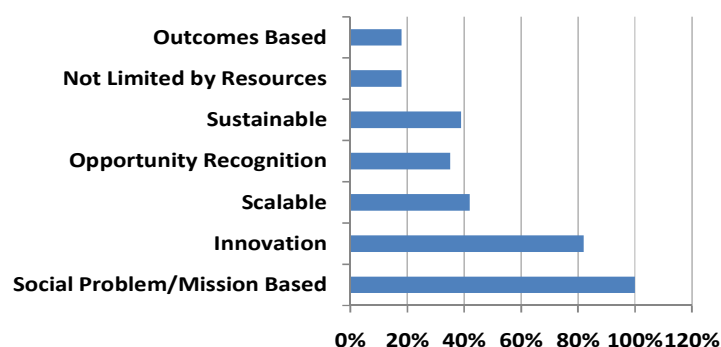 Outcomes Based
Not Limited by Resources
Sustainable
Opportunity Recognition
Scalable
Innovation
Social Problem/Mission Based
0% 20% 40% 60% 80% 100% 120%